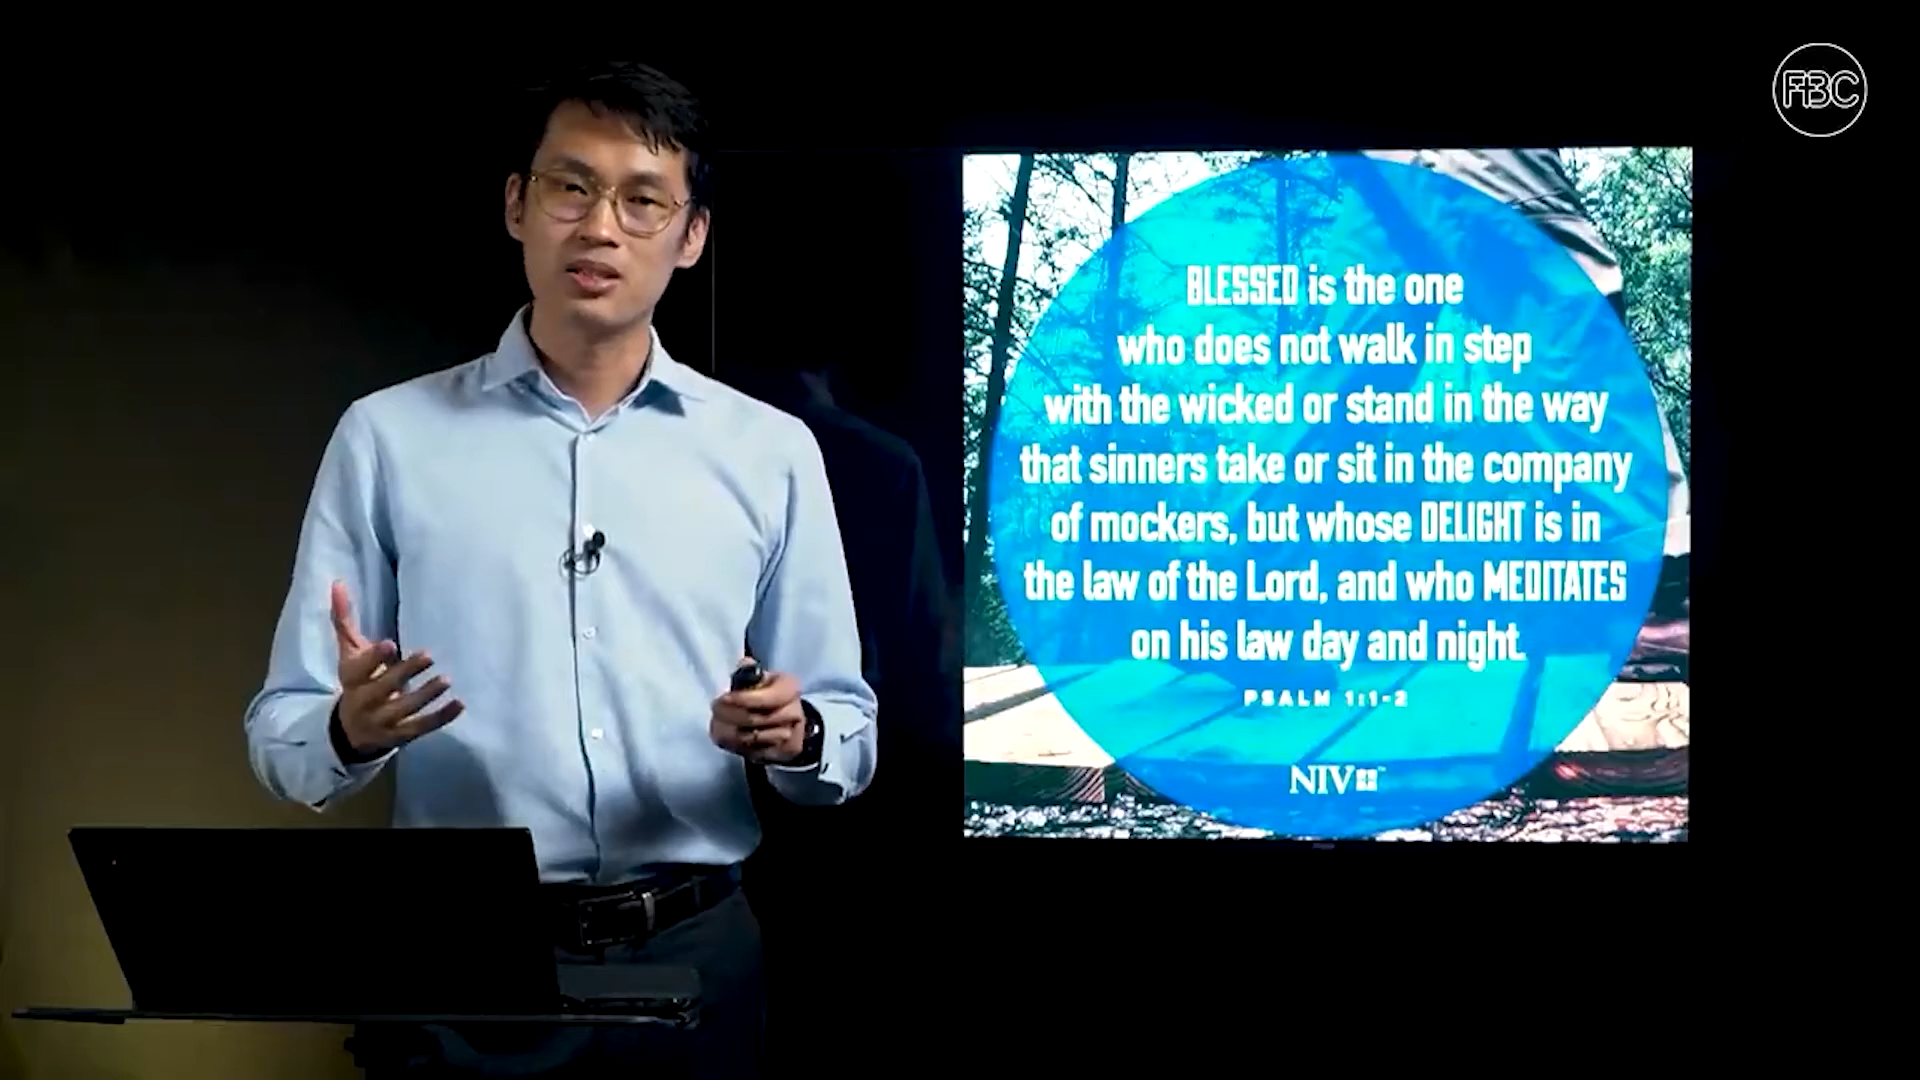 FBC
BLESSED is the one
who does not walk in step
with the wicked or stand in the way
that sinners take or sit in the company
of mockers, but whose DELIGHT is in
the law of the Lord, and who MEDITATES
on his law day and night.
PSALM 1:1-2
NIV